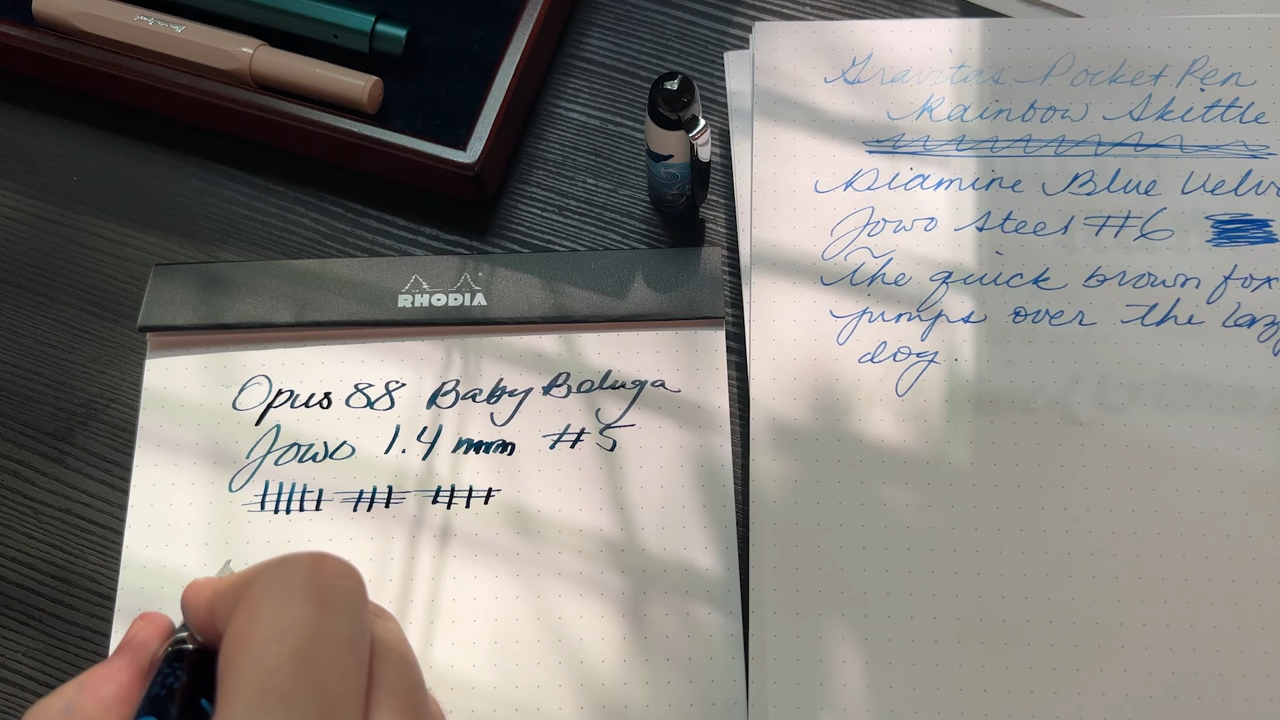 RHODIA
Opus 88 Baby Beluga
Jowo 1.4 mm #5
Gravitas Pocket Pen
Rainbow Skittle
Diamine Blue Velv
Jowo Steel #6
The quick brown fox
jumps over the lazy
dog